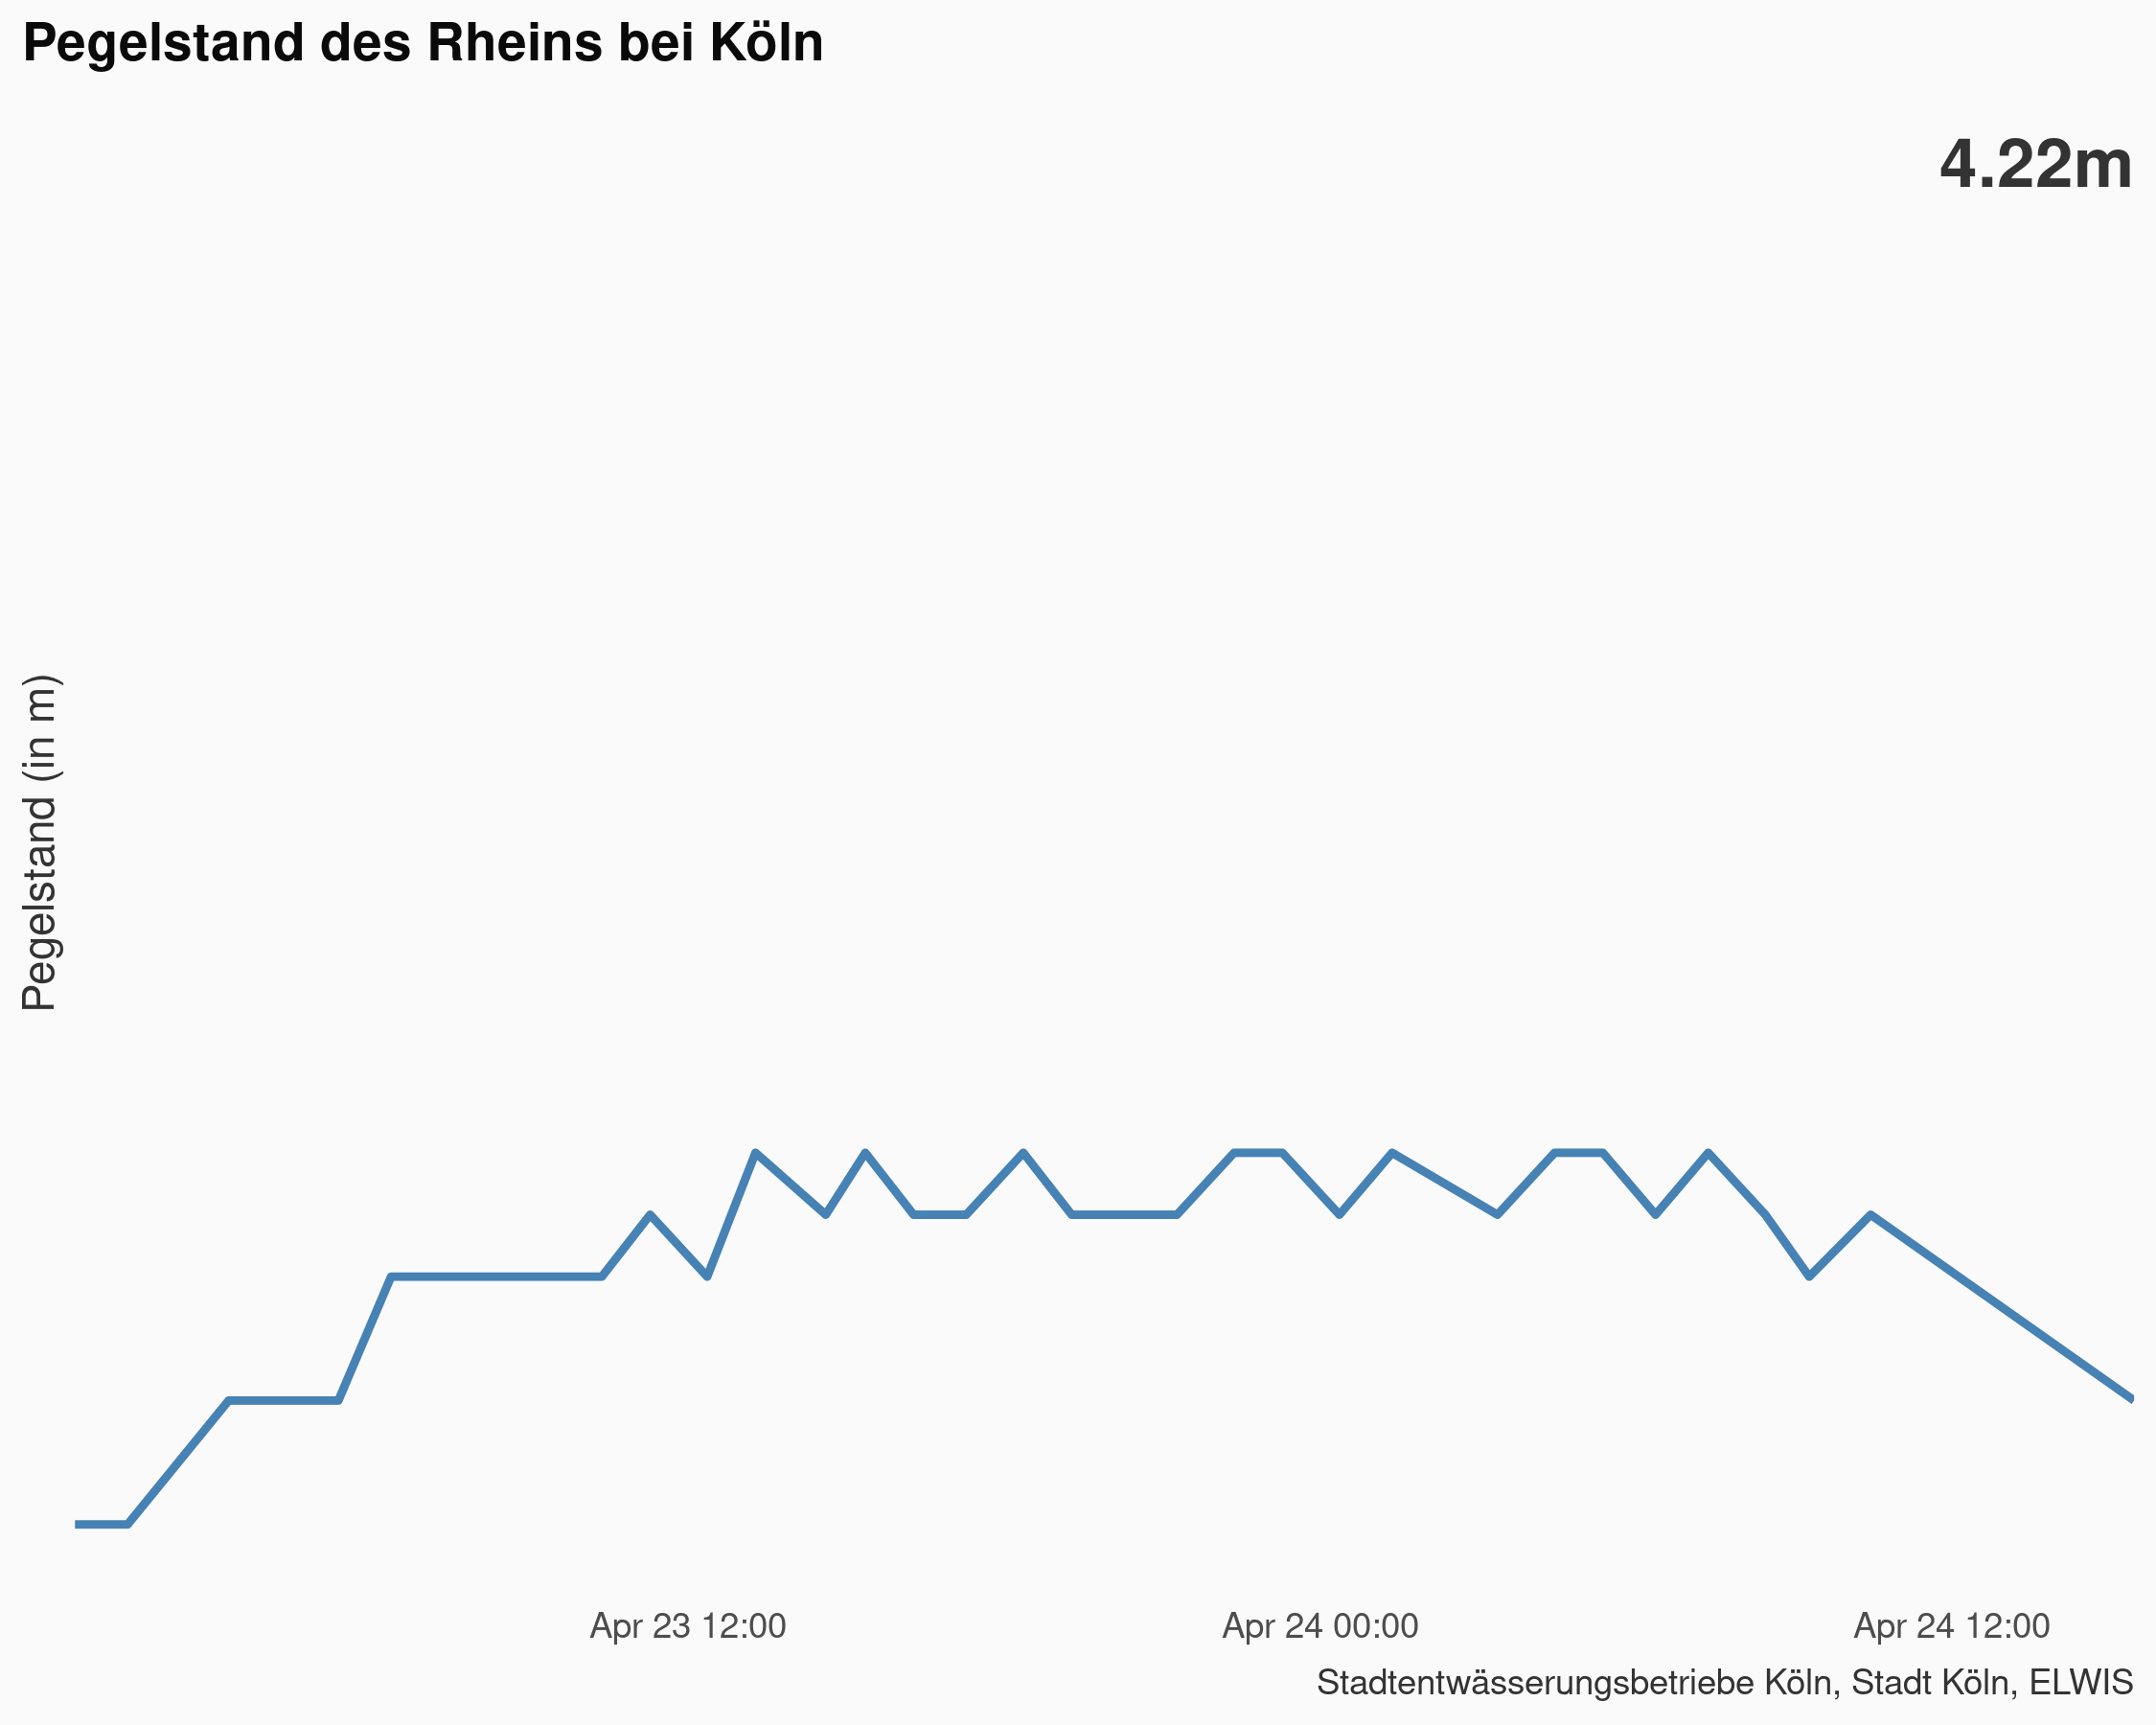 Pegelstand des Rheins bei Köln
4.22m
Pegelstand (in m)
Apr 23 12:00
Apr 24 00:00
Apr 24 12:00
Stadtentwässerungsbetriebe Köln, Stadt Köln, ELWIS